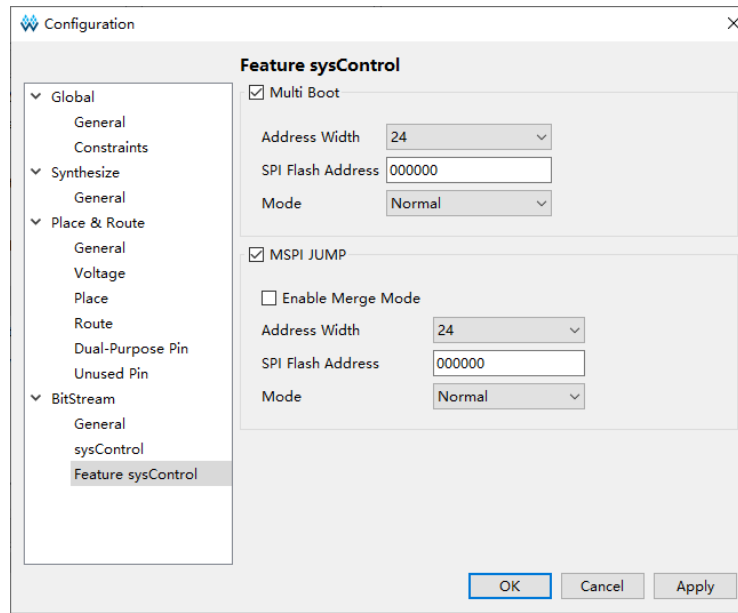 Configuration
Feature sysControl
Global
General
Constraints
Synthesize
General
Place & Route
General
Voltage
Place
Route
Dual-Purpose Pin
Unused Pin
BitStream
General
sysControl
Feature sysControl
Multi Boot
Address Width 24
SPI Flash Address 000000
Mode Normal
MSPI JUMP
Enable Merge Mode
Address Width 24
SPI Flash Address 000000
Mode Normal
OK Cancel Apply